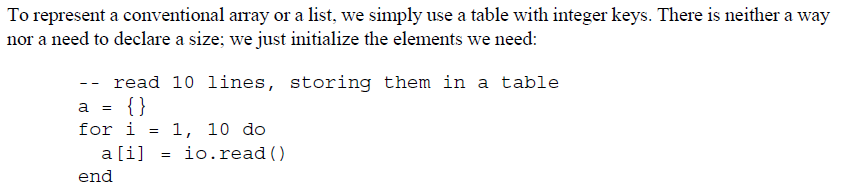 To represent a conventional array or a list, we simply use a table with integer keys. There is neither a way
nor a need to declare a size; we just initialize the elements we need:
-- read 10 lines, storing them in a table
a = {}
for i = 1, 10 do
a[i] = io.read()
end